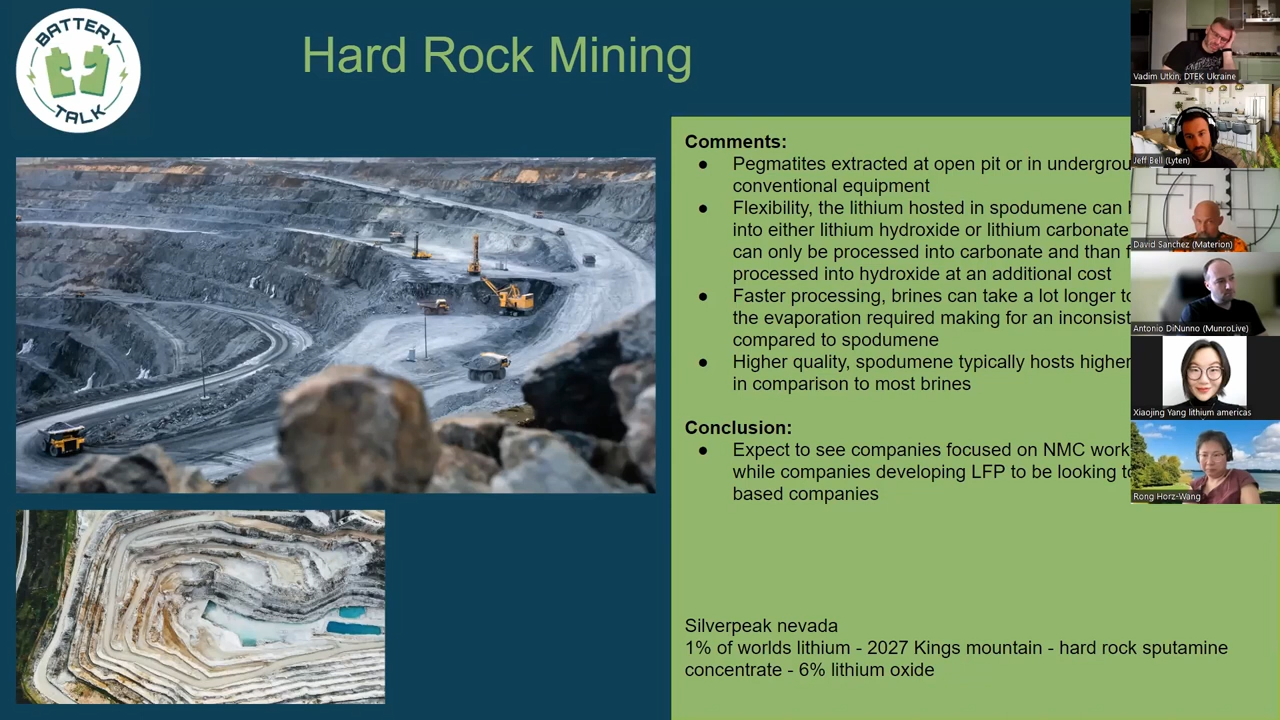 BATTERY
TALK
Hard Rock Mining
Comments:
● Pegmatites extracted at open pit or in
conventional equipment
● Flexibility, the lithium hosted in spodumene can
into either lithium hydroxide or lithium carbonate
can only be processed into carbonate and than
processed into hydroxide at an additional cost
● Faster processing, brines can take a lot longer
the evaporation required making for an
compared to spodumene
● Higher quality, spodumene typically hosts higher
in comparison to most brines
Conclusion:
● Expect to see companies focused on NMC work
while companies developing LFP to be looking
based companies
Silverpeak nevada
1% of worlds lithium - 2027 Kings mountain - hard rock sputamine
concentrate - 6% lithium oxide
Vadim Utkin, DTEK Ukraine
Jeff Bell (Lyten)
David Sanchez (Materion)
Antonio DiNunno (MunroLive)
Xiaojing Yang lithium americas
Rong Horz-Wang